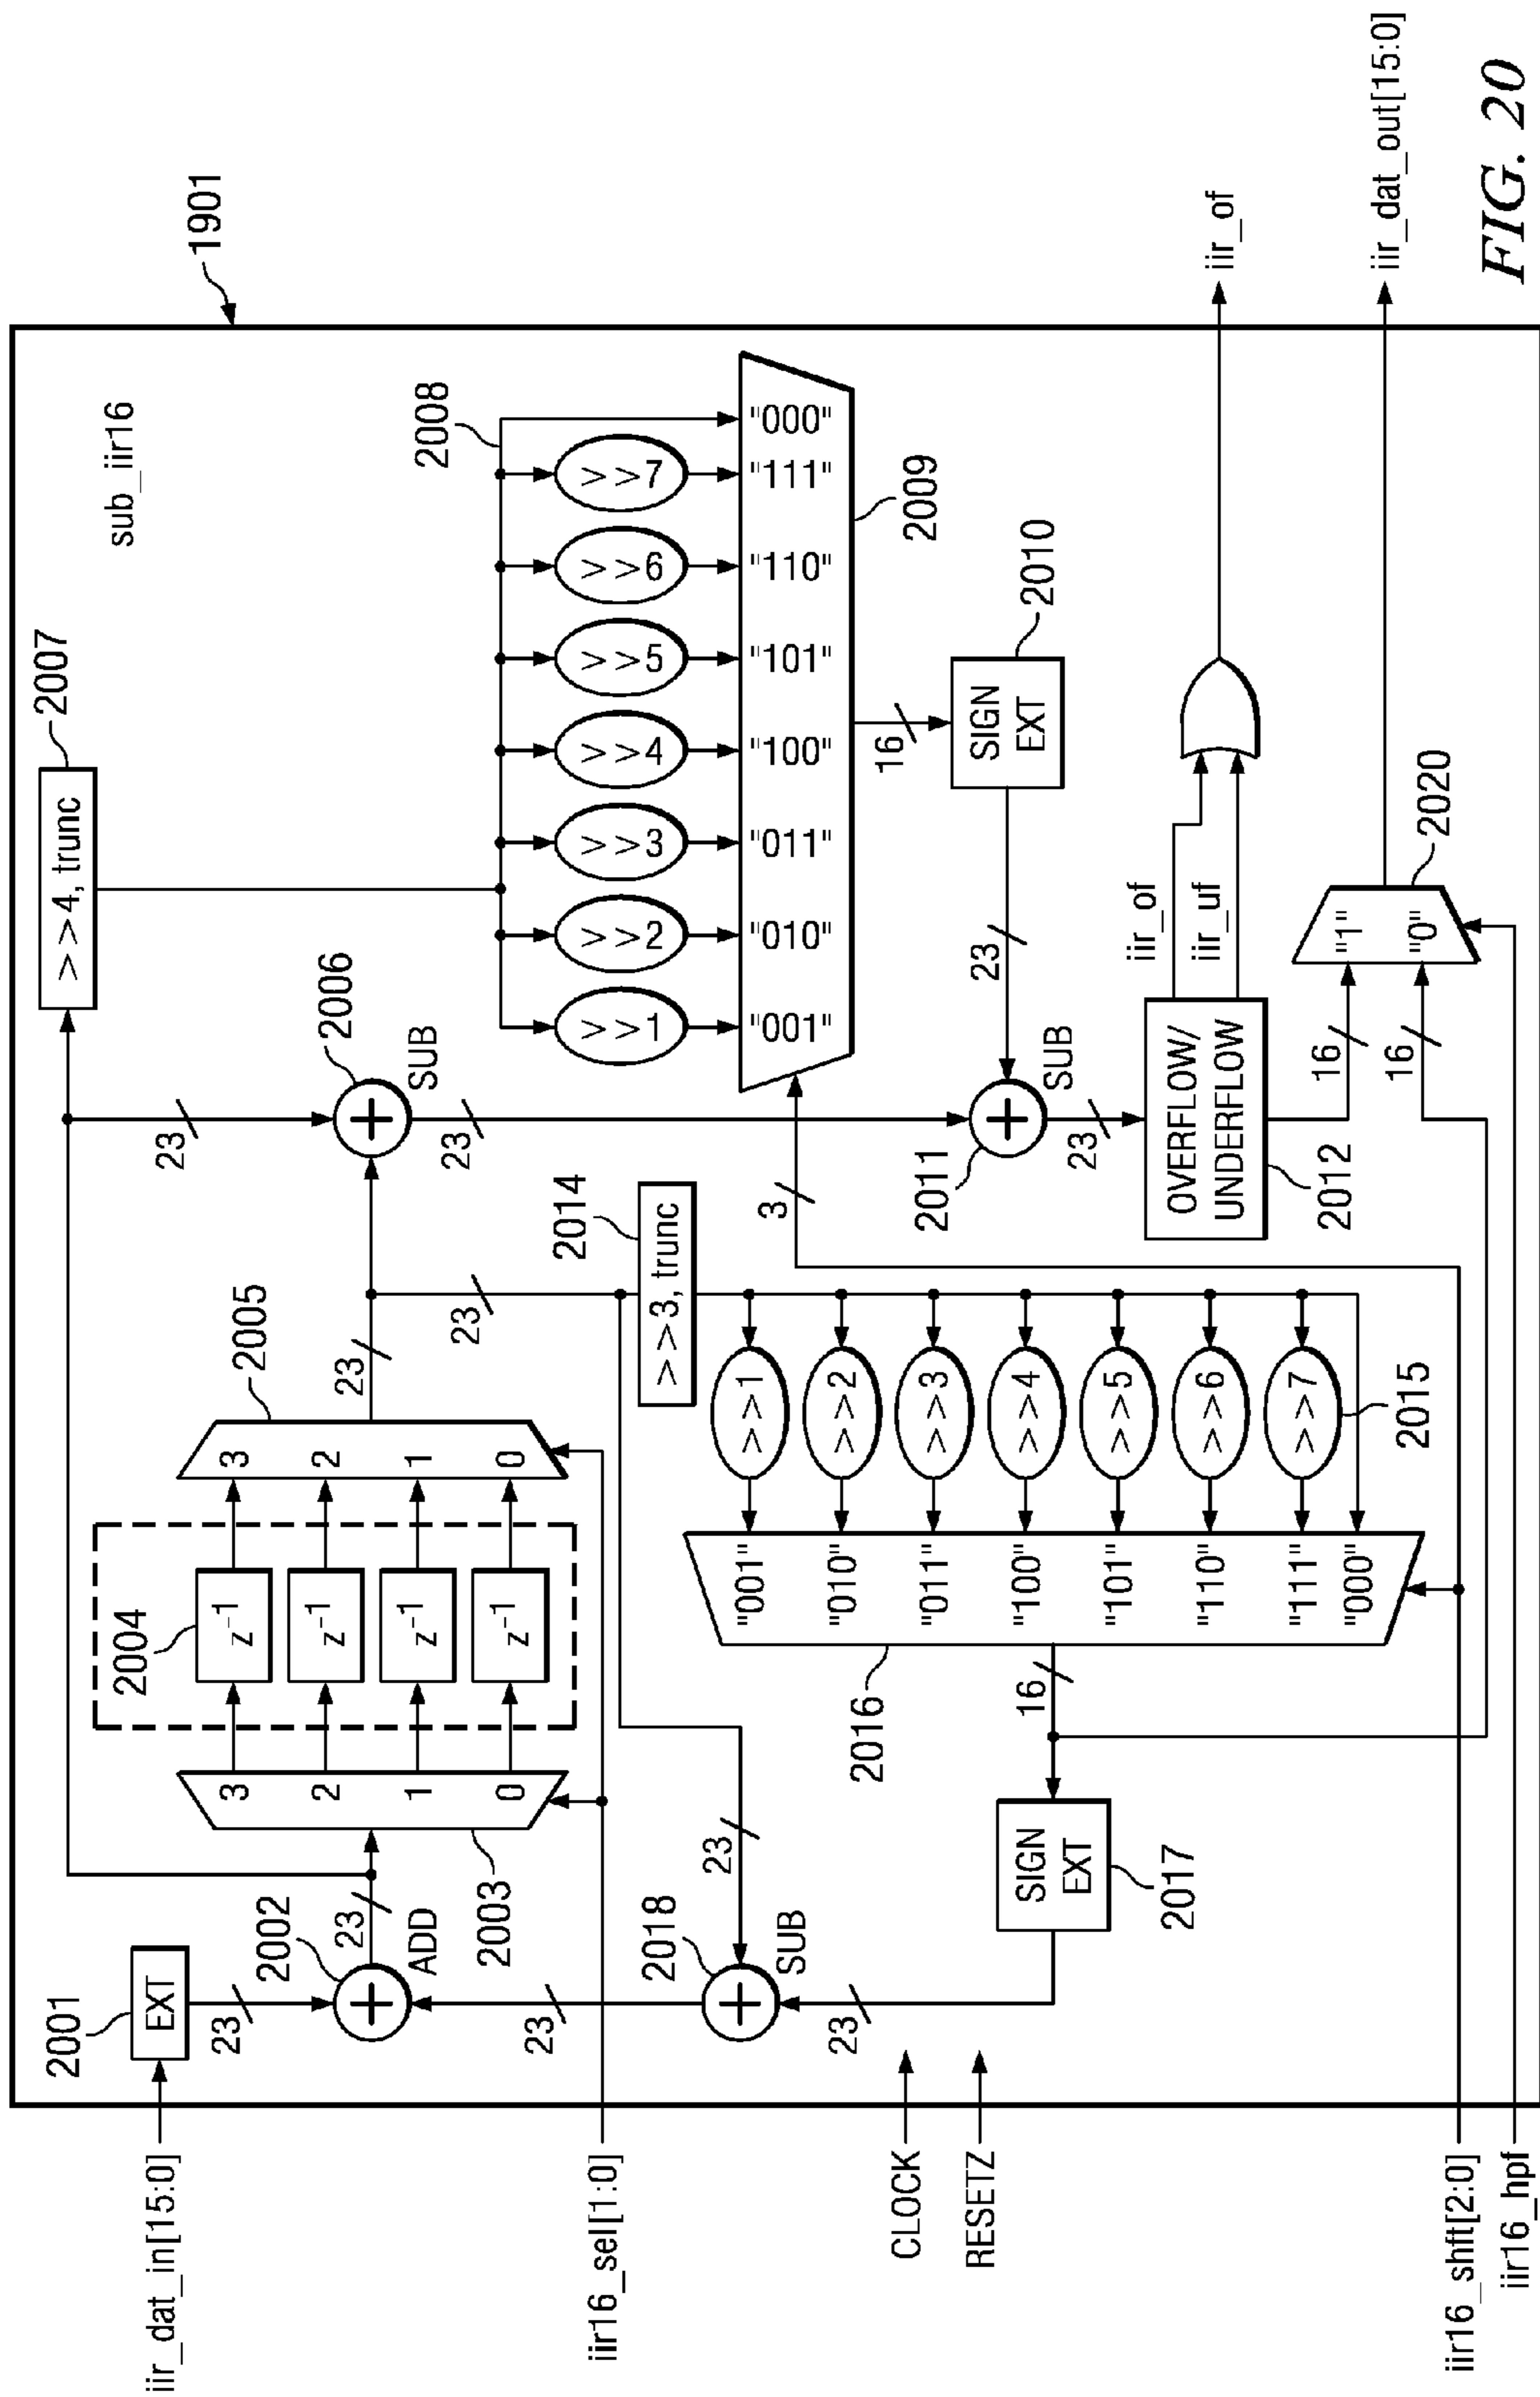 1901
sub_iir16
2007
>>4, trunc
2001
EXT
iir_dat_in[15:0]
23
2002
23
ADD
2003
3
2
1
0
2004
z-1
z-1
z-1
z-1
3
2
1
0
2005
23
23
2006
SUB
23
23
2008
>>1
>>2
>>3
>>4
>>5
>>6
>>7
"001"
"010"
"011"
"100"
"101"
"110"
"111"
"000"
2009
16
SIGN
EXT
2010
23
iir16_sel[1:0]
2014
>>3, trunc
3
23
2018
SUB
23
23
>>1
>>2
>>3
>>4
>>5
>>6
>>7
2015
"001"
"010"
"011"
"100"
"101"
"110"
"111"
"000"
2016
16
SIGN
EXT
2017
2011
SUB
23
OVERFLOW/
UNDERFLOW
2012
iir_of
iir_uf
iir_of
16
16
"1"
"0"
2020
iir_dat_out[15:0]
CLOCK
RESETZ
iir16_shft[2:0]
iir16_hpf
FIG. 20